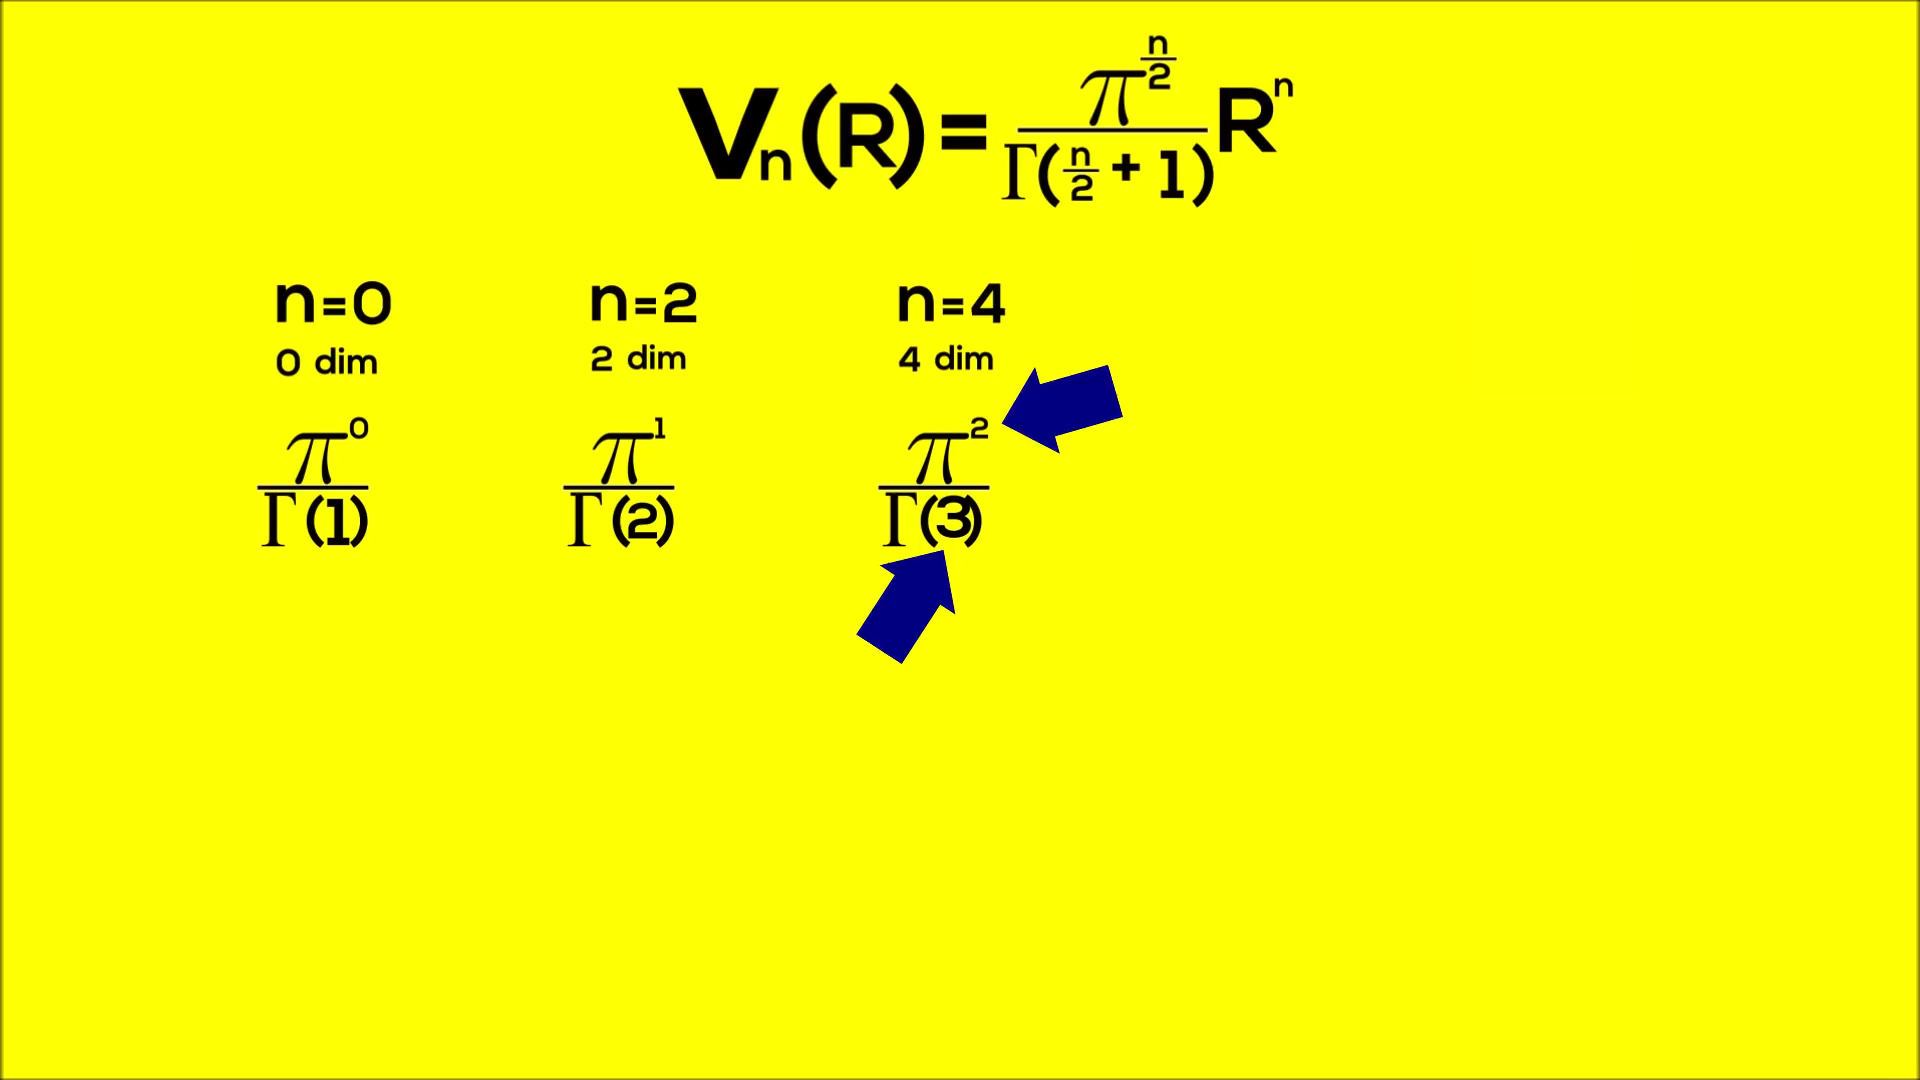 Vn(R) = π^(n/2) / Γ(n/2 + 1) R^n
n=0 n=2 n=4
0 dim 2 dim 4 dim
π^0 π^1 π^2
Γ(1) Γ(2) Γ(3)